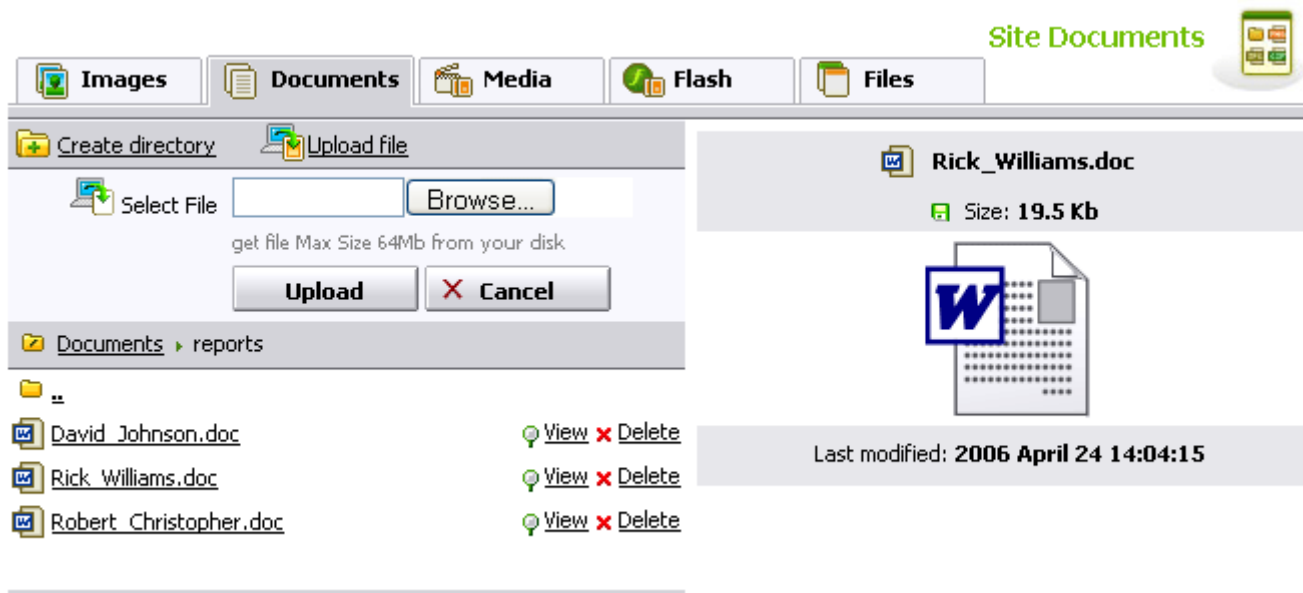 Site Documents
Images Documents Media Flash Files
Create directory Upload file
Select File Browse...
get file Max Size 64Mb from your disk
Upload Cancel
Documents reports
..
David_Johnson.doc View Delete
Rick_Williams.doc View Delete
Robert_Christopher.doc View Delete
Rick_Williams.doc
Size: 19.5 Kb
W
Last modified: 2006 April 24 14:04:15